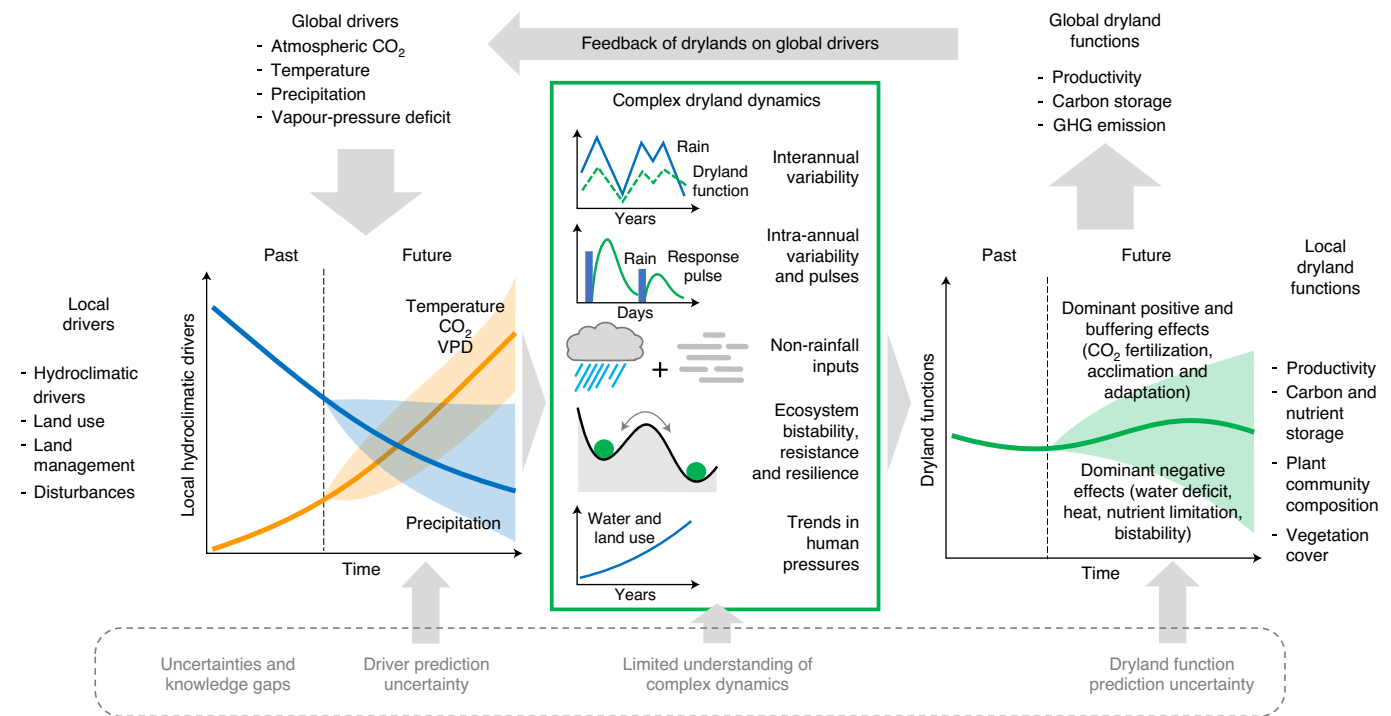 Global drivers
- Atmospheric CO2
- Temperature
- Precipitation
- Vapour-pressure deficit
Feedback of drylands on global drivers
Global dryland
functions
- Productivity
- Carbon storage
- GHG emission
Local
drivers
- Hydroclimatic
drivers
- Land use
- Land
management
- Disturbances
Past
Future
Local hydroclimatic drivers
Temperature
CO2
VPD
Precipitation
Time
Complex dryland dynamics
Rain
Dryland
function
Years
Interannual
variability
Rain
Response
pulse
Days
Intra-annual
variability
and pulses
+
Non-rainfall
inputs
Ecosystem
bistability,
resistance
and resilience
Water and
land use
Years
Trends in
human
pressures
Past
Future
Dryland functions
Dominant positive and
buffering effects
(CO2 fertilization,
acclimation and
adaptation)
Dominant negative
effects (water deficit,
heat, nutrient limitation,
bistability)
Time
Local
dryland
functions
- Productivity
- Carbon and
nutrient
storage
- Plant
community
composition
- Vegetation
cover
Uncertainties and
knowledge gaps
Driver prediction
uncertainty
Limited understanding of
complex dynamics
Dryland function
prediction uncertainty